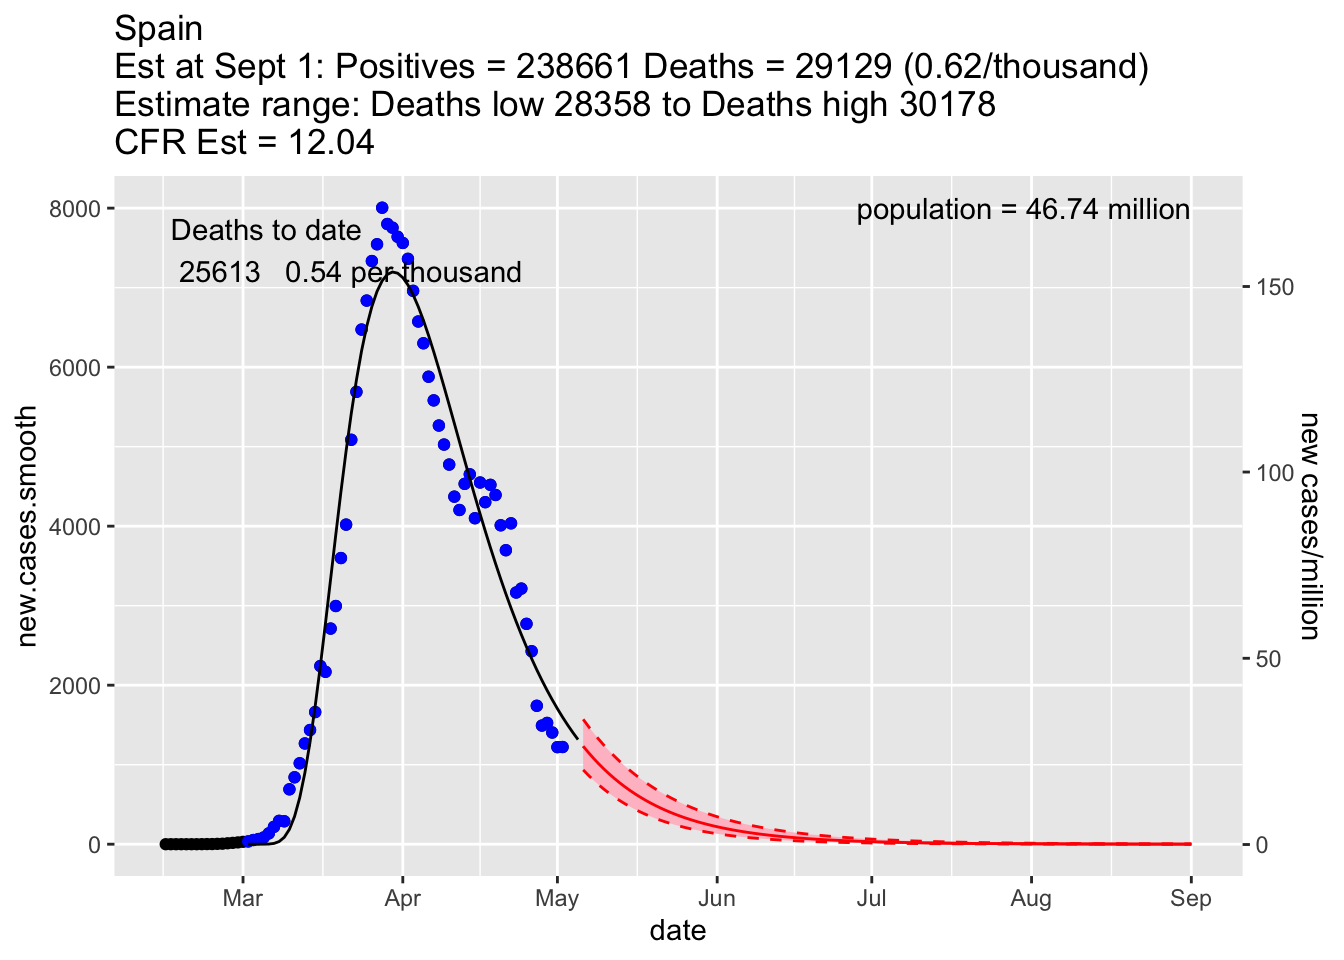 Spain
Est at Sept 1: Positives = 238661 Deaths = 29129 (0.62/thousand)
Estimate range: Deaths low 28358 to Deaths high 30178
CFR Est = 12.04
population = 46.74 million
Deaths to date
25613 0.54 per thousand
new.cases.smooth
8000
6000
4000
2000
0
150
100
50
0
new cases/million
Mar Apr May Jun Jul Aug Sep
date